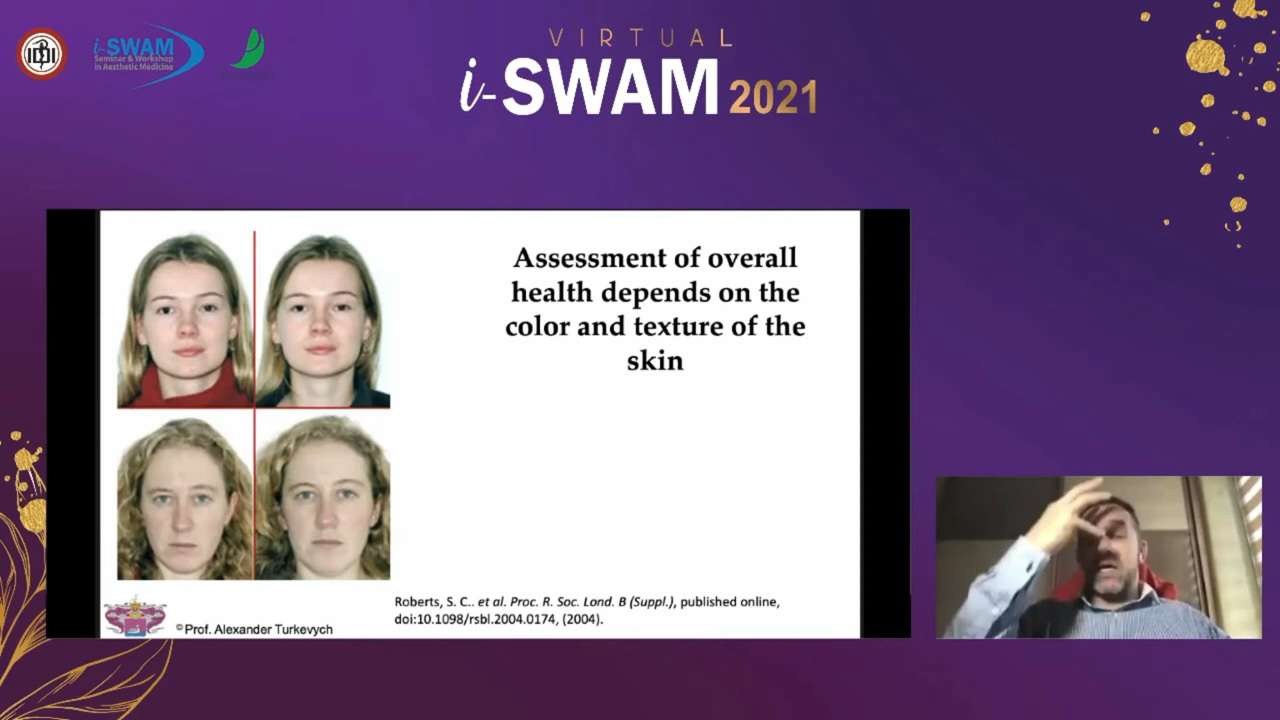 i-SWAM
Seminar & Workshop
in Aesthetic Medicine
VIRTUAL
i-SWAM 2021
Assessment of overall
health depends on the
color and texture of the
skin
Roberts, S. C.. et al. Proc. R. Soc. Lond. B (Suppl.), published online,
doi:10.1098/rsbl.2004.0174, (2004).
©Prof. Alexander Turkevych